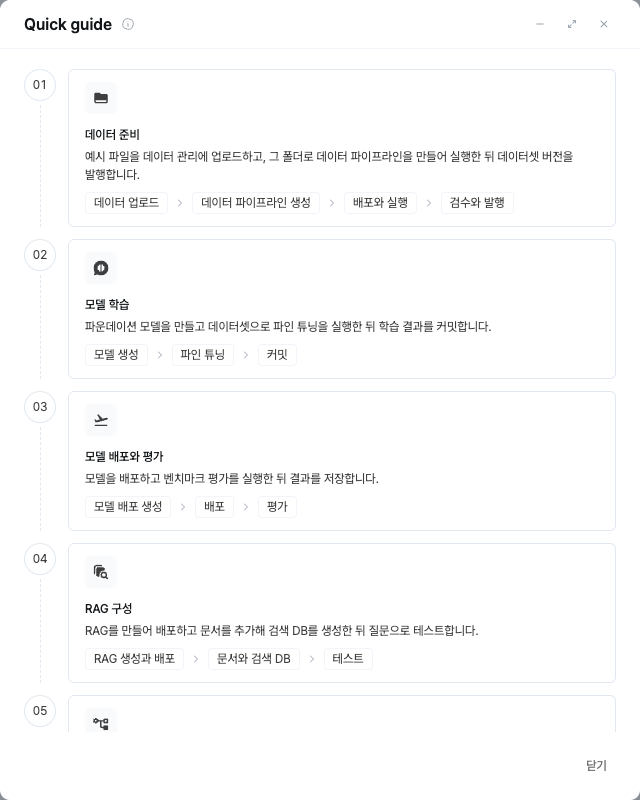 Quick guide
01
데이터 준비
예시 파일을 데이터 관리에 업로드하고, 그 폴더로 데이터 파이프라인을 만들어 실행한 뒤 데이터셋 버전을
발행합니다.
데이터 업로드 > 데이터 파이프라인 생성 > 배포와 실행 > 검수와 발행
02
모델 학습
파운데이션 모델을 만들고 데이터셋으로 파인 튜닝을 실행한 뒤 학습 결과를 커밋합니다.
모델 생성 > 파인 튜닝 > 커밋
03
모델 배포와 평가
모델을 배포하고 벤치마크 평가를 실행한 뒤 결과를 저장합니다.
모델 배포 생성 > 배포 > 평가
04
RAG 구성
RAG를 만들어 배포하고 문서를 추가해 검색 DB를 생성한 뒤 질문으로 테스트합니다.
RAG 생성과 배포 > 문서와 검색 DB > 테스트
05
닫기